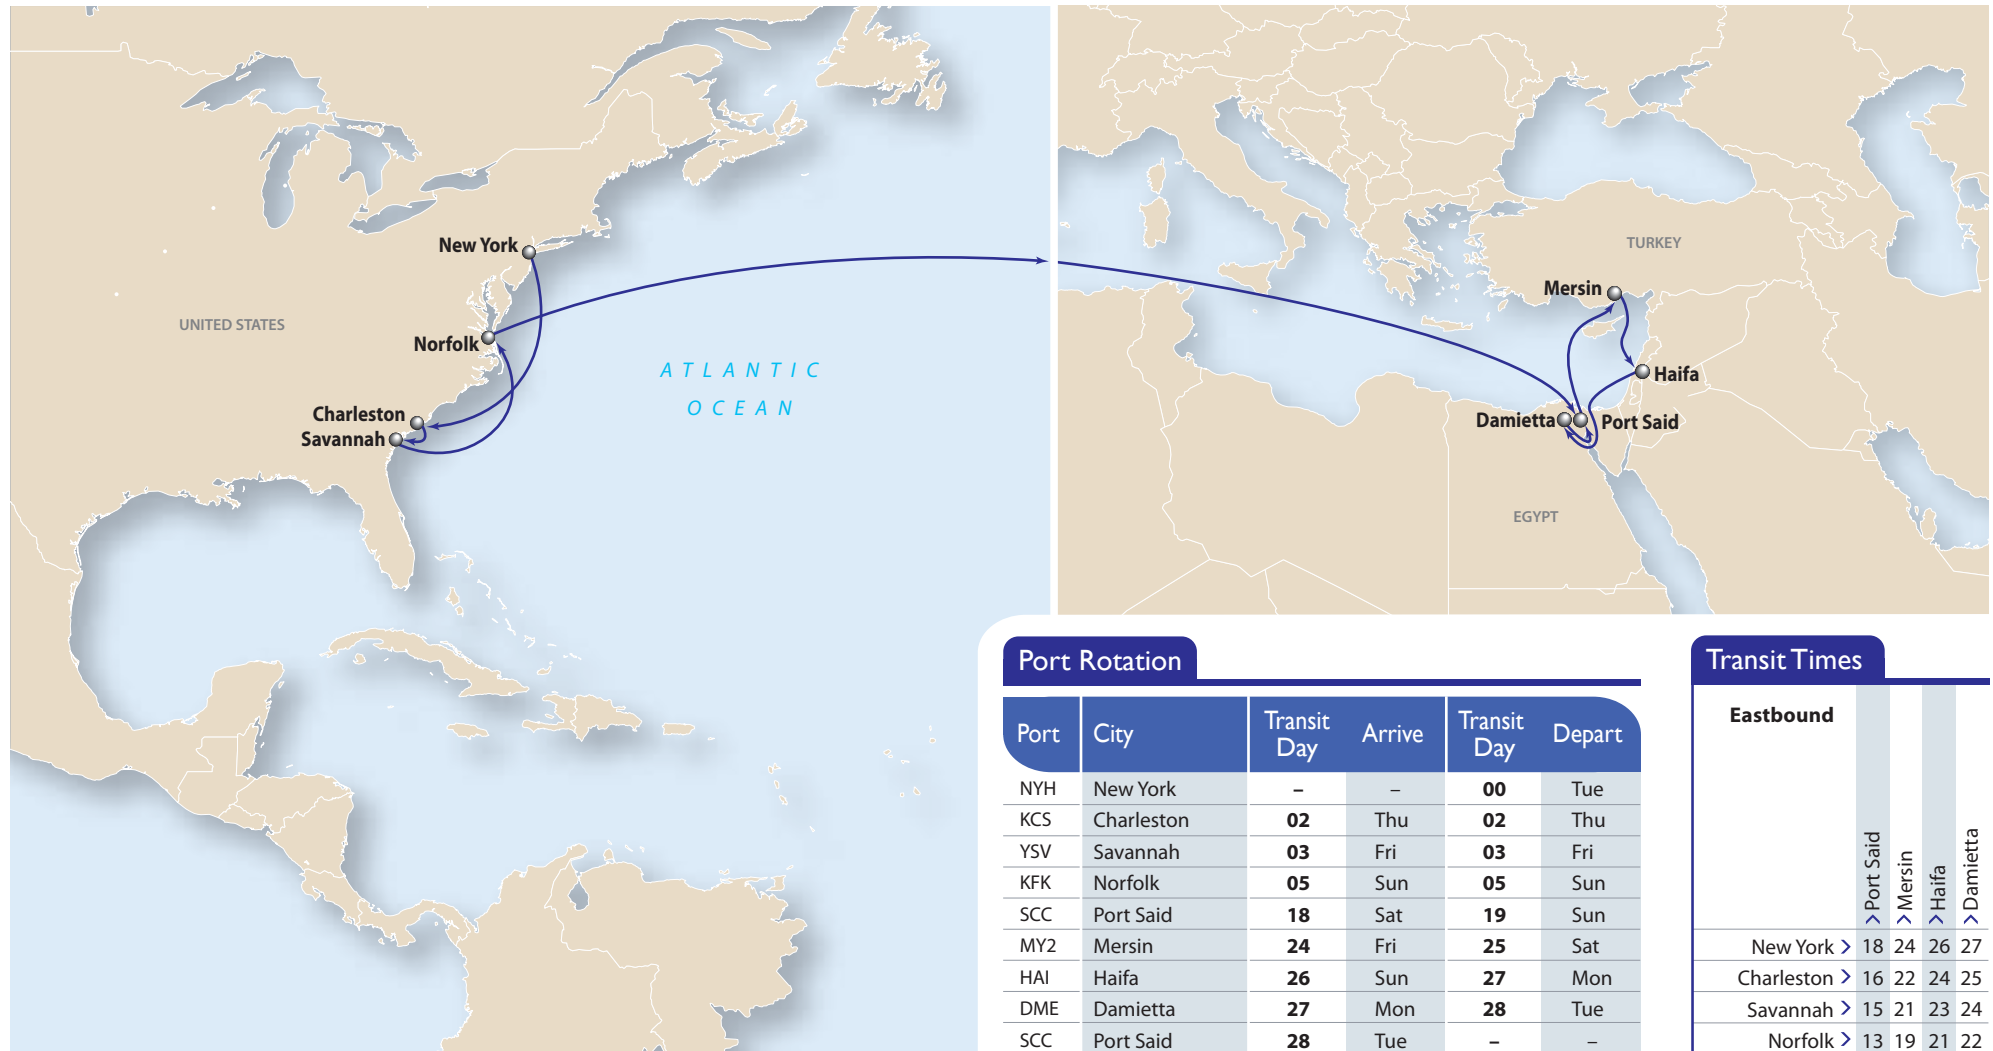 New York
Norfolk
Charleston
Savannah
UNITED STATES
ATLANTIC
OCEAN
TURKEY
Mersin
Haifa
Damietta
Port Said
EGYPT
Port Rotation
Port City Transit Day Arrive Transit Day Depart
NYH New York – – 00 Tue
KCS Charleston 02 Thu 02 Thu
YSV Savannah 03 Fri 03 Fri
KFK Norfolk 05 Sun 05 Sun
SCC Port Said 18 Sat 19 Sun
MY2 Mersin 24 Fri 25 Sat
HAI Haifa 26 Sun 27 Mon
DME Damietta 27 Mon 28 Tue
SCC Port Said 28 Tue – –
Transit Times
Eastbound
> Port Said
> Mersin
> Haifa
> Damietta
New York > 18 24 26 27
Charleston > 16 22 24 25
Savannah > 15 21 23 24
Norfolk > 13 19 21 22